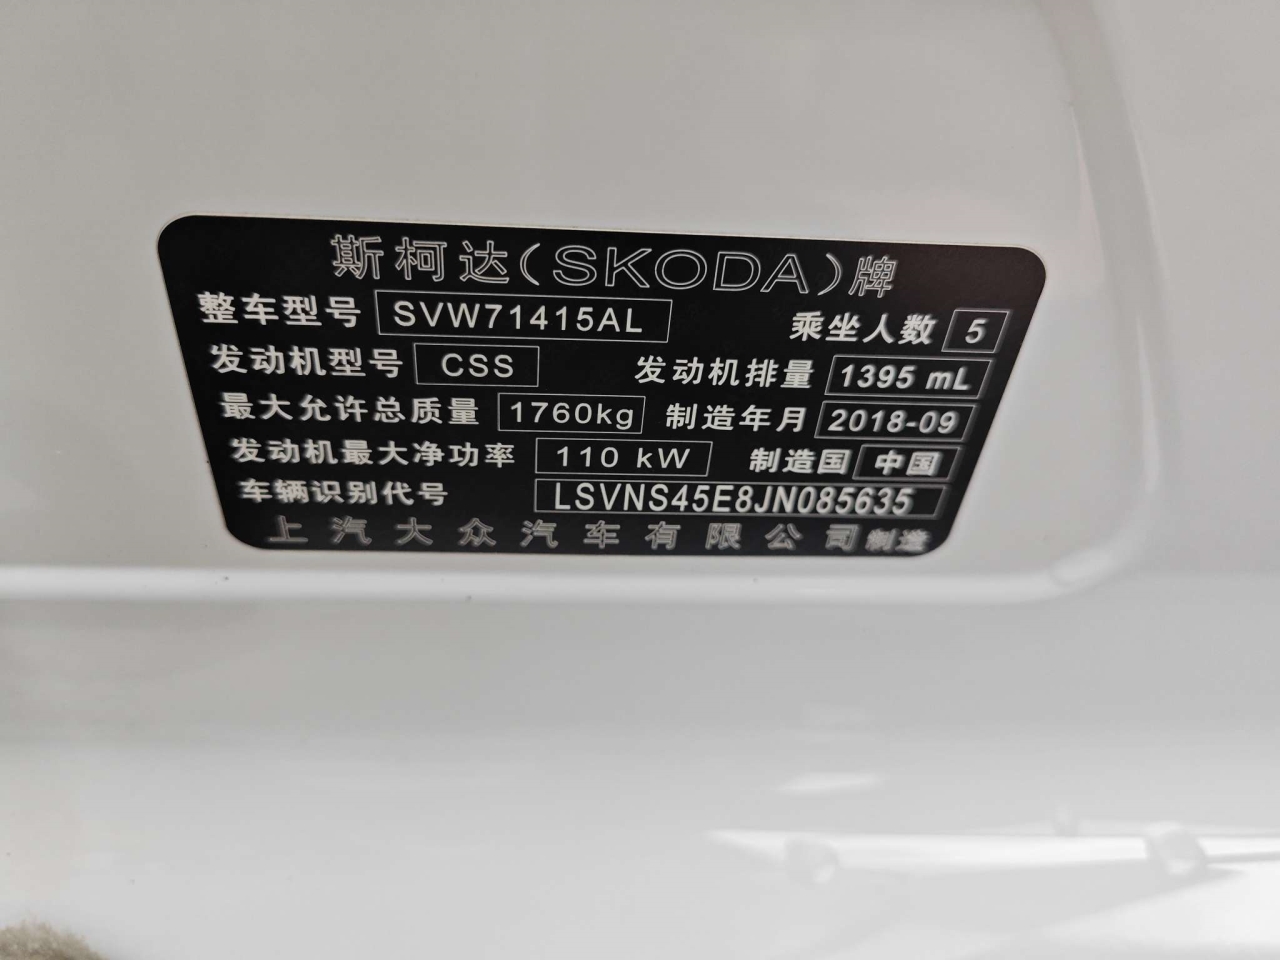 斯柯达(SKODA)牌
整车型号 SVW71415AL 乘坐人数 5
发动机型号 CSS 发动机排量 1395 mL
最大允许总质量 1760kg 制造年月 2018-09
发动机最大净功率 110 kW 制造国 中国
车辆识别代号 LSVNS45E8JN085635
上汽大众汽车有限公司 制造